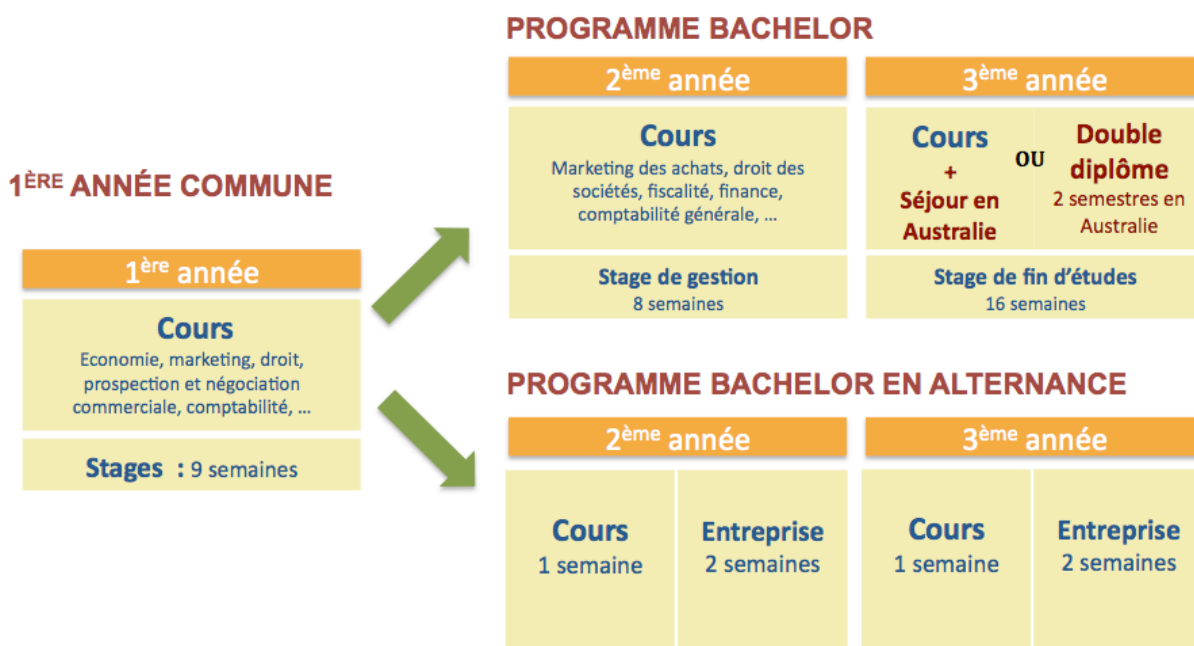 1ÈRE ANNÉE COMMUNE
1ère année
Cours
Economie, marketing, droit,
prospection et négociation
commerciale, comptabilité, ...
Stages : 9 semaines
PROGRAMME BACHELOR
2ème année
Cours
Marketing des achats, droit des
sociétés, fiscalité, finance,
comptabilité générale, ...
Stage de gestion
8 semaines
3ème année
Cours
+
Séjour en
Australie
OU
Double
diplôme
2 semestres en
Australie
Stage de fin d'études
16 semaines
PROGRAMME BACHELOR EN ALTERNANCE
2ème année
Cours
1 semaine
Entreprise
2 semaines
3ème année
Cours
1 semaine
Entreprise
2 semaines